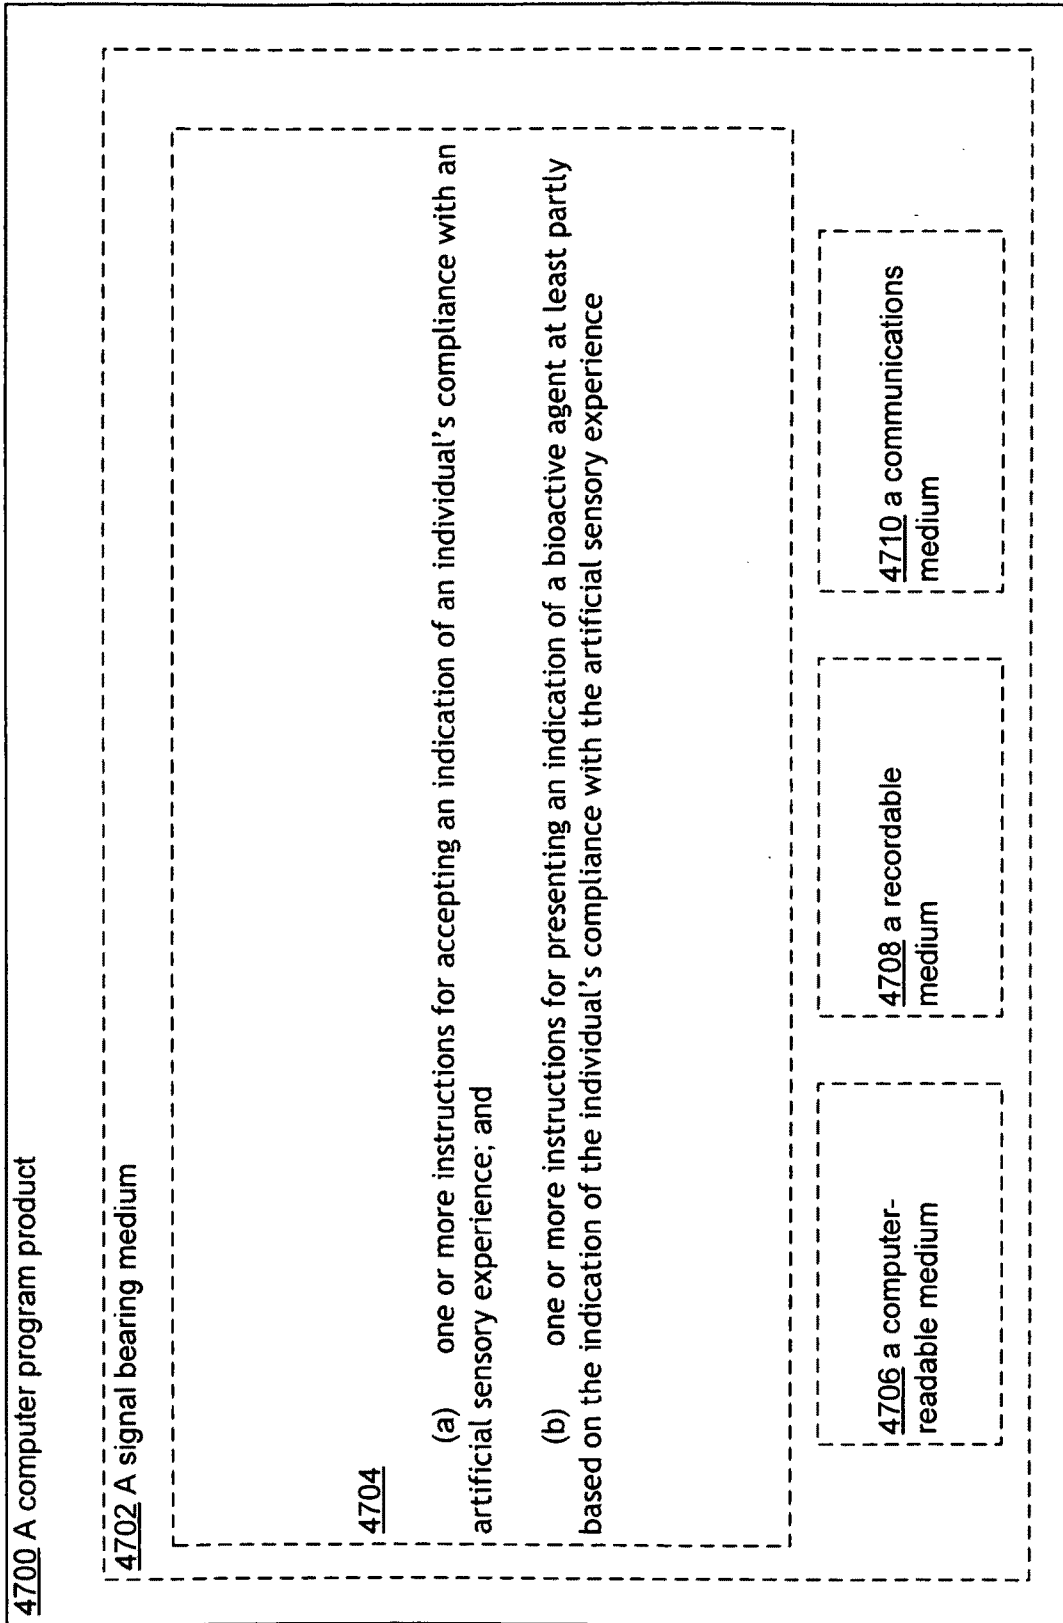 4700 A computer program product
4702 A signal bearing medium
4704
(a) one or more instructions for accepting an indication of an individual's compliance with an
artificial sensory experience; and
(b) one or more instructions for presenting an indication of a bioactive agent at least partly
based on the indication of the individual's compliance with the artificial sensory experience
4706 a computer-
readable medium
4708 a recordable
medium
4710 a communications
medium